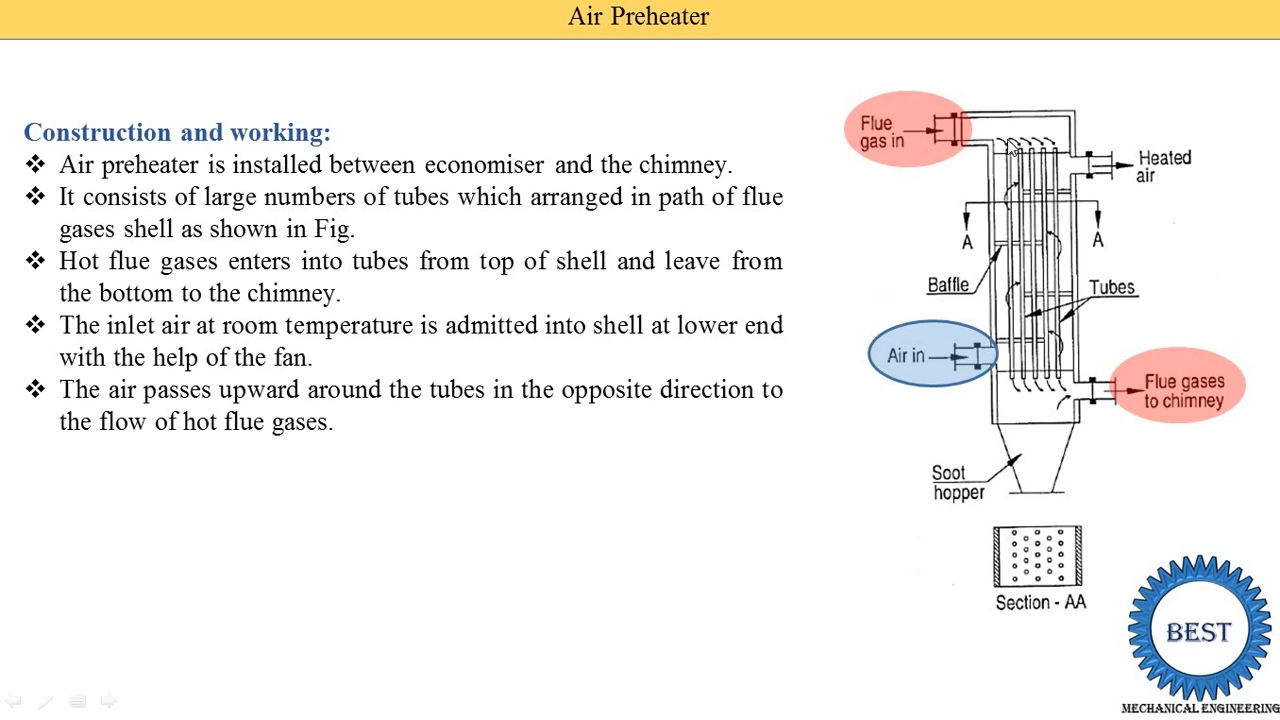 Air Preheater
Construction and working:
❖ Air preheater is installed between economiser and the chimney.
❖ It consists of large numbers of tubes which arranged in path of flue
gases shell as shown in Fig.
❖ Hot flue gases enters into tubes from top of shell and leave from
the bottom to the chimney.
❖ The inlet air at room temperature is admitted into shell at lower end
with the help of the fan.
❖ The air passes upward around the tubes in the opposite direction to
the flow of hot flue gases.
Flue
gas in
Heated
air
A
A
Baffle
Tubes
Air in
Flue gases
to chimney
Soot
hopper
Section - AA
BEST
MECHANICAL ENGINEERING